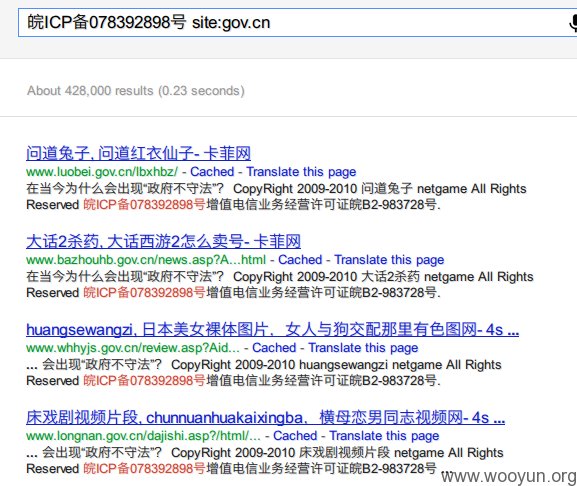 皖ICP备078392898号 site:gov.cn
About 428,000 results (0.23 seconds)
问道兔子, 问道红衣仙子- 卡菲网
www.luobei.gov.cn/lbxhbz/ - Cached - Translate this page
在当今为什么会出现“政府不守法”？ CopyRight 2009-2010 问道兔子 netgame All Rights
Reserved 皖ICP备078392898号增值电信业务经营许可证皖B2-983728号.
大话2杀药, 大话西游2怎么卖号- 卡菲网
www.bazhouhb.gov.cn/news.asp?A...html - Cached - Translate this page
在当今为什么会出现“政府不守法”？ CopyRight 2009-2010 大话2杀药 netgame All Rights
Reserved 皖ICP备078392898号增值电信业务经营许可证皖B2-983728号.
huangsewangzi, 日本美女裸体图片，女人与狗交配那里有色图网- 4s ...
www.whhyjs.gov.cn/review.asp?Aid... - Cached - Translate this page
... 会出现“政府不守法”？ CopyRight 2009-2010 huangsewangzi netgame All Rights
Reserved 皖ICP备078392898号增值电信业务经营许可证皖B2-983728号.
床戏剧视频片段, chunnuanhuakaixingba，横母恋男同志视频网- 4s ...
www.longnan.gov.cn/dajishi.asp?/html/... - Cached - Translate this page
... 会出现“政府不守法”？ CopyRight 2009-2010 床戏剧视频片段 netgame All Rights
Reserved 皖ICP备078392898号增值电信业务经营许可证皖B2-983728号 ...
www.wooyun.org